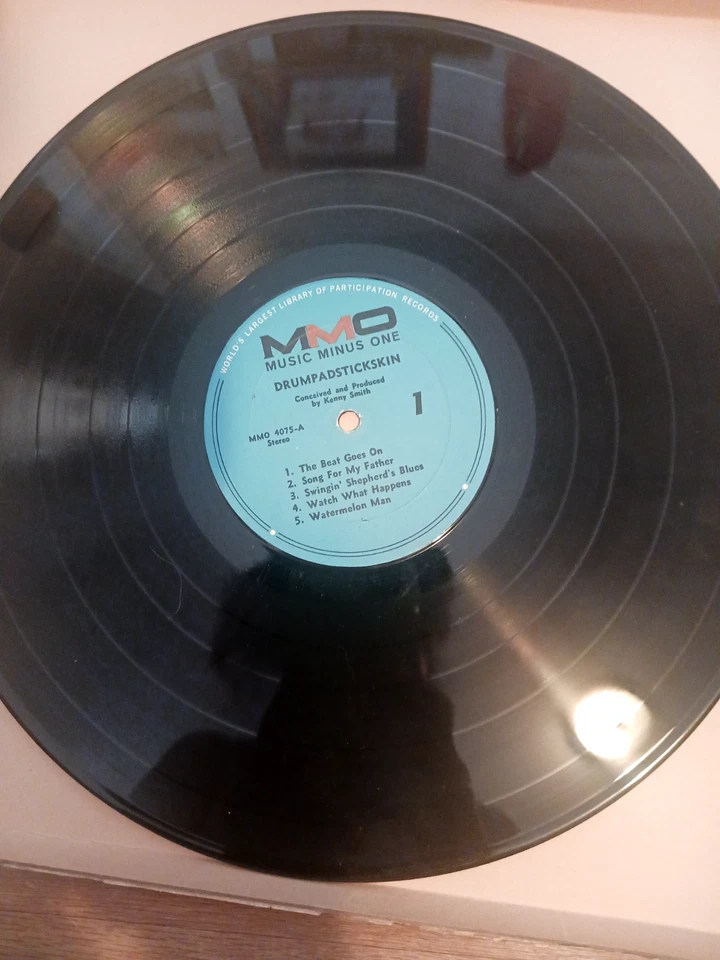 WORLD'S LARGEST LIBRARY OF PARTICIPATION RECORDS
MMO
MUSIC MINUS ONE
DRUMPADSTICKSKIN
Conceived and Produced
by Kenny Smith
1
MMO 4075-A
Stereo
1. The Beat Goes On
2. Song For My Father
3. Swingin' Shepherd's Blues
4. Watch What Happens
5. Watermelon Man